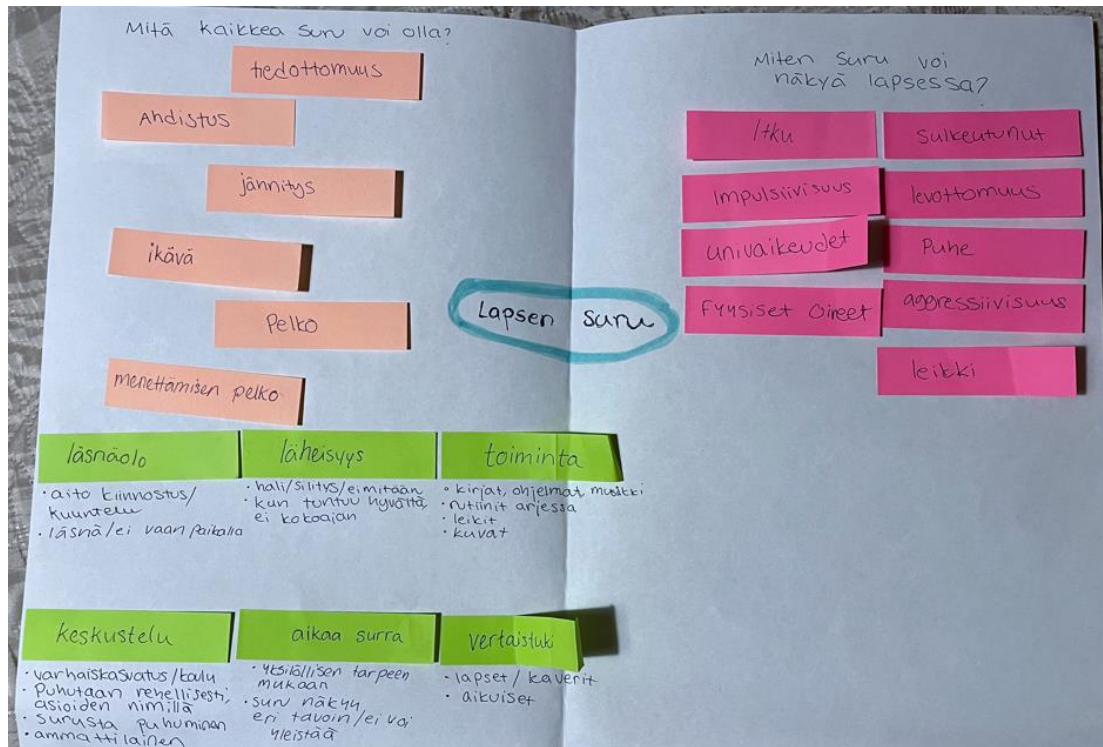 Mitä kaikkea suru voi olla?
tiedottomuus
Ahdistus
jännitys
ikävä
Pelko
menettämisen pelko
Lapsen suru
Miten suru voi
näkyä lapsessa?
Itku
Sulkeutunut
Impulsiivisuus
levottomuus
univaikeudet
Puhe
Fyysiset oireet
aggressiivisuus
leikki
läsnäolo
• aito kiinnostus/
kuuntelu
• läsnä/ei vaan paikalla
läheisyys
• hali/silitys/ei mitään
• kun tuntuu hyvältä,
ei kokoajan
toiminta
• kirjat, ohjelmat, musiikki
• rutiinit arjessa
• leikit
• kuvat
keskustelu
• varhaiskasvatus/koulu
• Puhutaan rehellisesti,
asioiden nimillä
• surusta puhuminen
• ammattilainen
aikaa surra
• yksilöllisen tarpeen
mukaan
• suru näkyy
eri tavoin/ei voi
yleistää
vertaistuki
• lapset/kaverit
• aikuiset